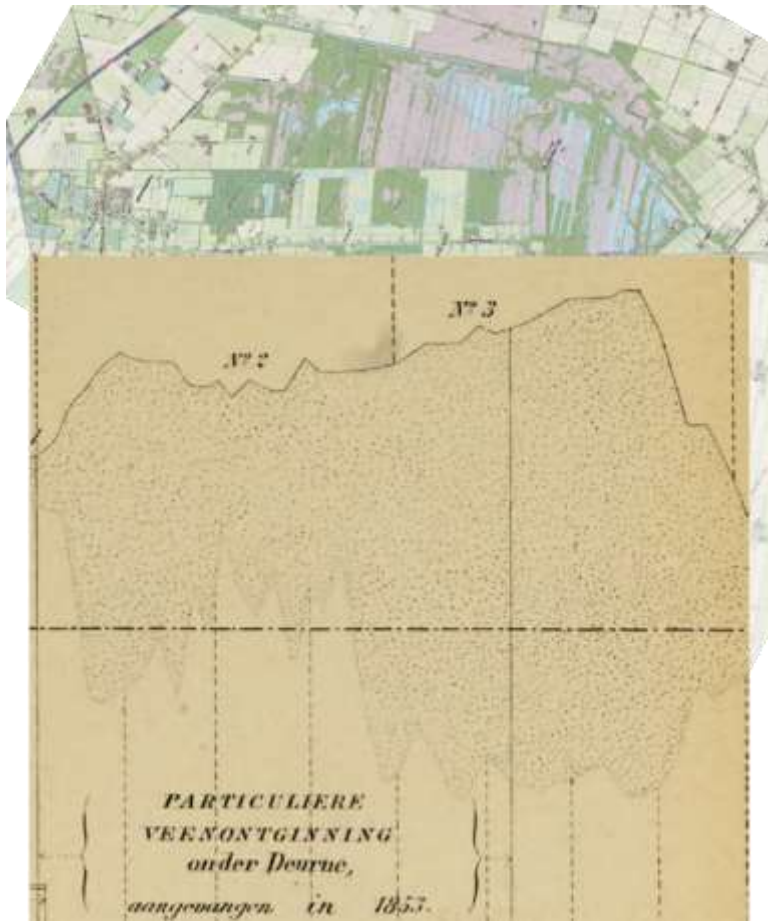 Nº 3
Nº 2
PARTICULIERE
VEENONTGINNING
onder Deurne,
aangevangen in 1853.